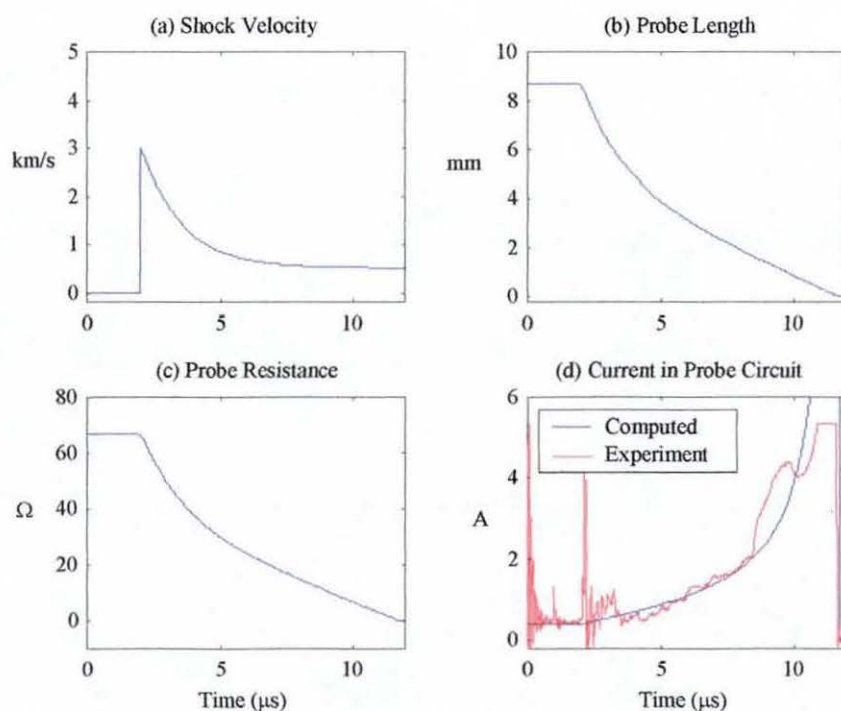 (a) Shock Velocity
5
4
3
km/s
2
1
0
0 5 10
(b) Probe Length
10
8
6
mm
4
2
0
0 5 10
(c) Probe Resistance
80
60
40
Ω
20
0
0 5 10
Time (μs)
(d) Current in Probe Circuit
6
Computed
Experiment
4
A
2
0
0 5 10
Time (μs)